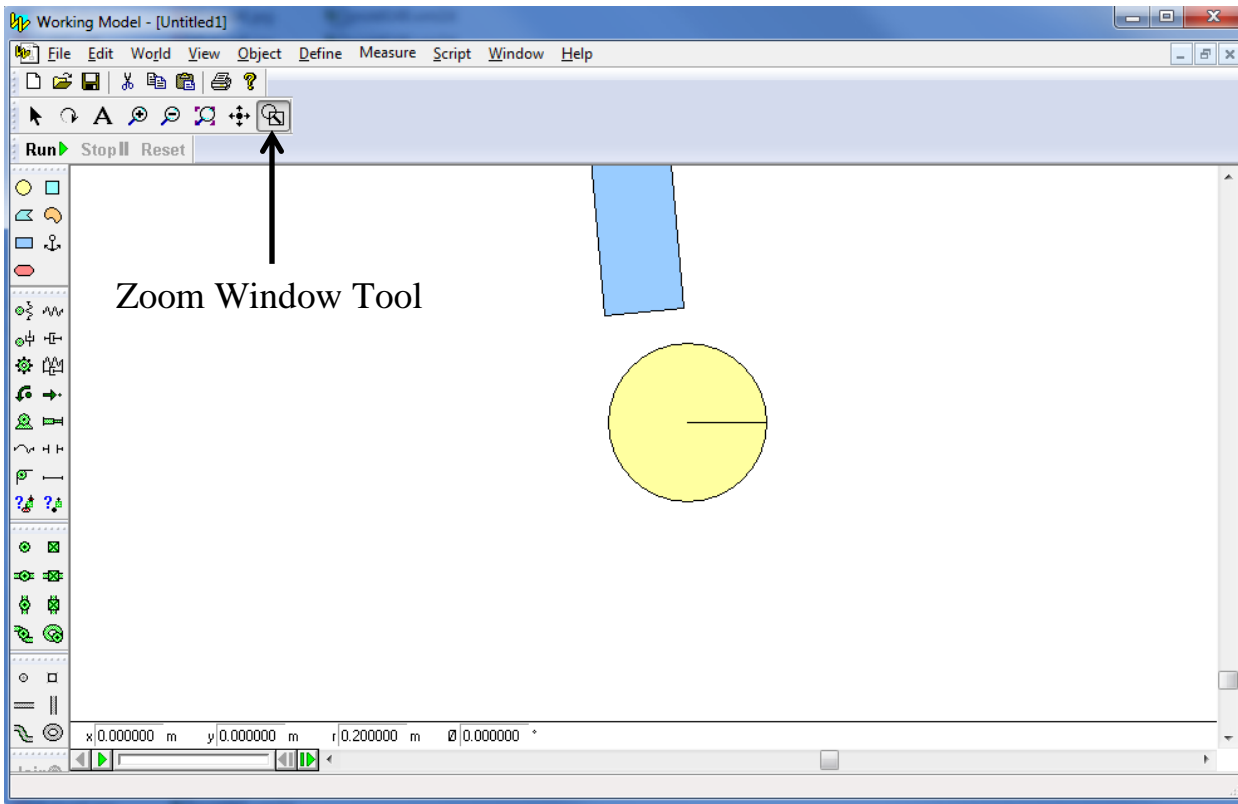 Working Model - [Untitled1]
File Edit World View Object Define Measure Script Window Help
A
Run Stop Reset
Zoom Window Tool
x 0.000000 m y 0.000000 m r 0.200000 m Ø 0.000000 °